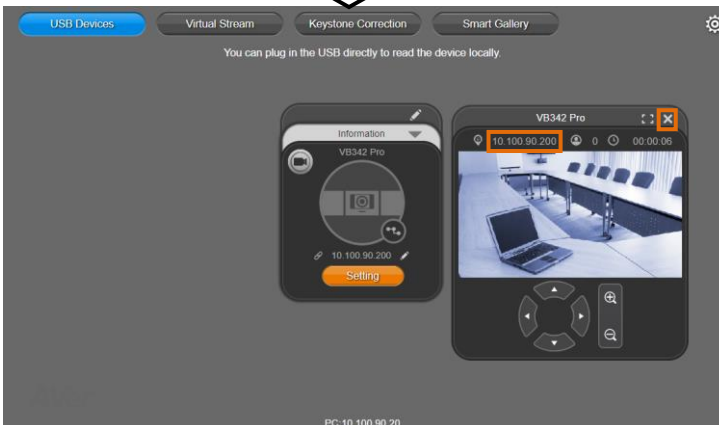 USB Devices Virtual Stream Keystone Correction Smart Gallery
You can plug in the USB directly to read the device locally.
Information
VB342 Pro
10.100.90.200
Setting
VB342 Pro
10.100.90.200 0 00:00:06
AVer
PC:10.100.90.20